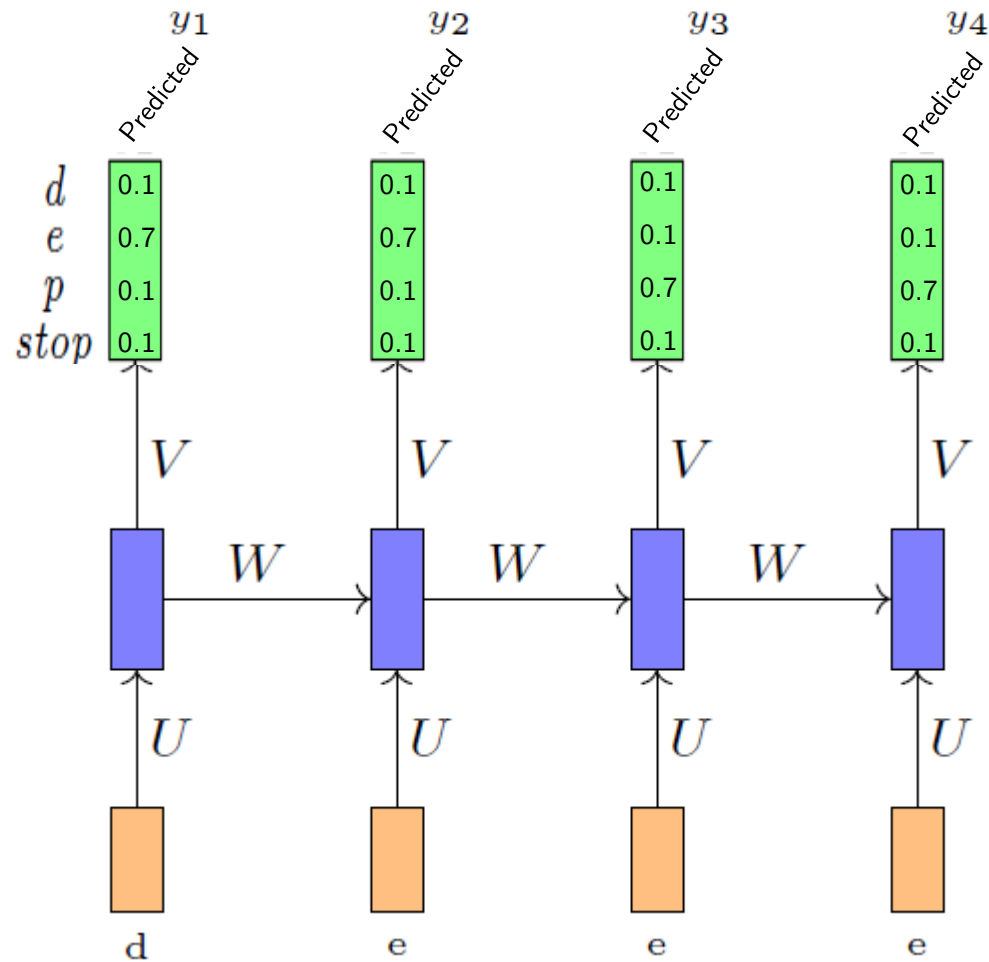 y1 y2 y3 y4
Predicted Predicted Predicted Predicted
d 0.1 0.1 0.1 0.1
e 0.7 0.7 0.1 0.1
p 0.1 0.1 0.7 0.7
stop 0.1 0.1 0.1 0.1
V V V V
W W W
U U U U
d e e e